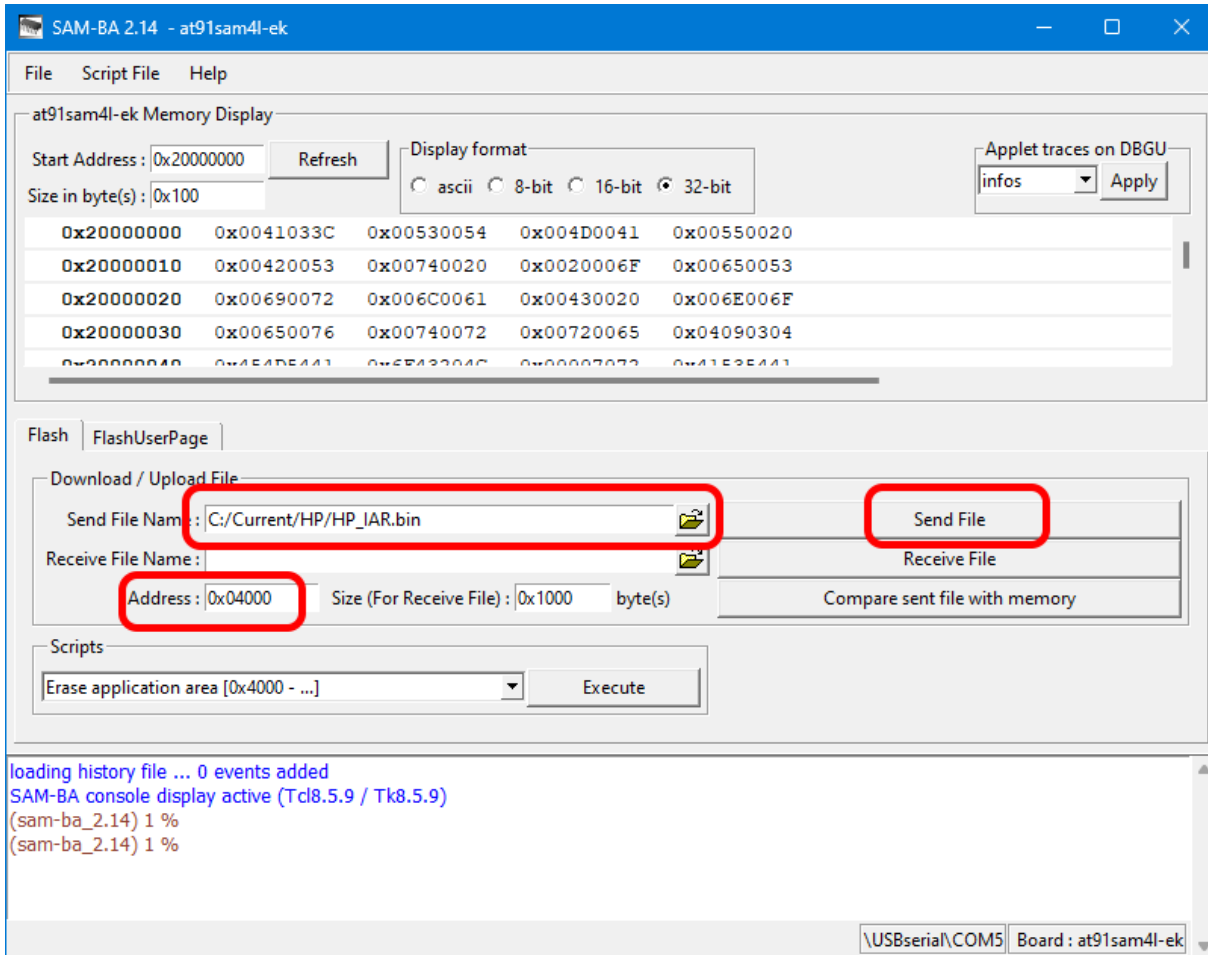 SAM-BA 2.14 - at91sam4l-ek
File Script File Help
at91sam4l-ek Memory Display
Start Address : 0x20000000 Refresh
Size in byte(s) : 0x100
Display format
ascii 8-bit 16-bit 32-bit
Applet traces on DBGU
infos Apply
0x20000000 0x0041033C 0x00530054 0x004D0041 0x00550020
0x20000010 0x00420053 0x00740020 0x0020006F 0x00650053
0x20000020 0x00690072 0x006C0061 0x00430020 0x006E006F
0x20000030 0x00650076 0x00740072 0x00720065 0x04090304
Flash FlashUserPage
Download / Upload File
Send File Name : C:/Current/HP/HP_IAR.bin Send File
Receive File Name : Receive File
Address : 0x04000 Size (For Receive File) : 0x1000 byte(s) Compare sent file with memory
Scripts
Erase application area [0x4000 - ...] Execute
loading history file ... 0 events added
SAM-BA console display active (Tcl8.5.9 / Tk8.5.9)
(sam-ba_2.14) 1 %
(sam-ba_2.14) 1 %
\USBserial\COM5 Board : at91sam4l-ek